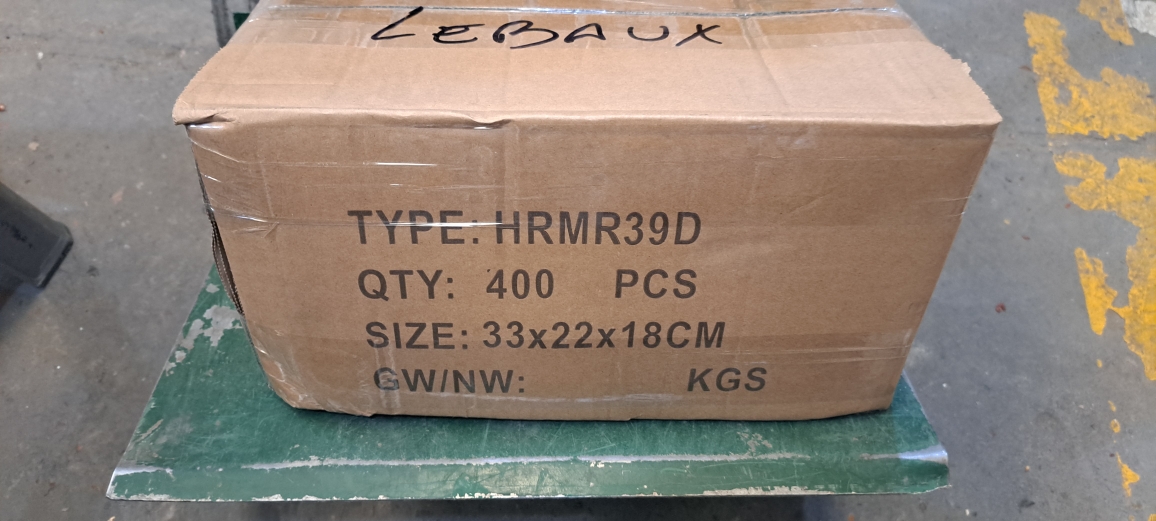 LEBAUX
TYPE: HRMR39D
QTY: 400 PCS
SIZE: 33x22x18CM
GW/NW: KGS